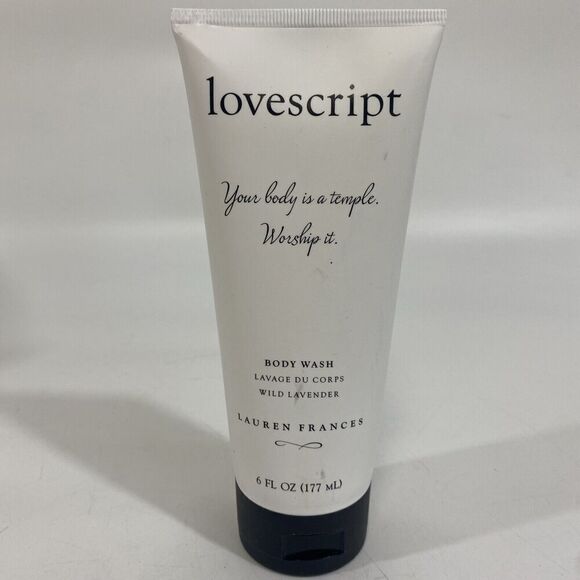 lovescript
Your body is a temple.
Worship it.
BODY WASH
LAVAGE DU CORPS
WILD LAVENDER
LAUREN FRANCES
6 FL OZ (177 mL)